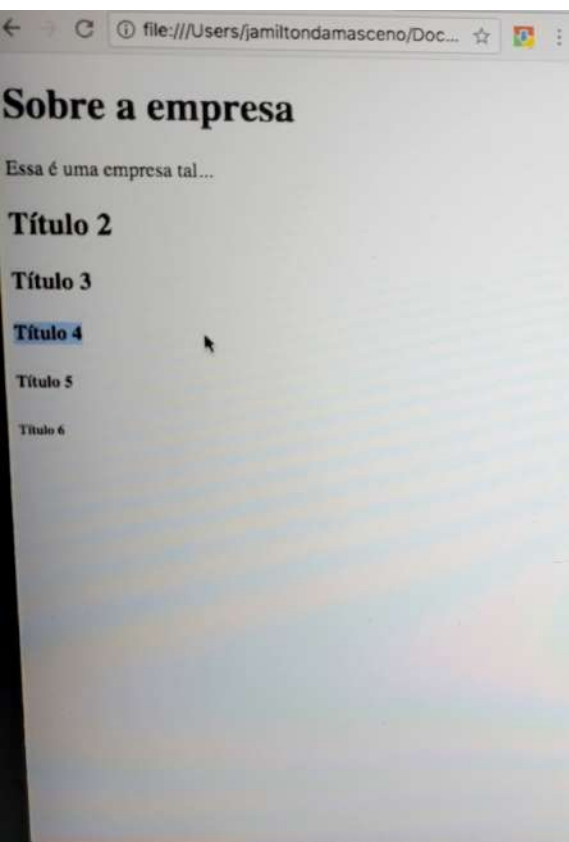 file:///Users/jamiltondamasceno/Doc...
Sobre a empresa
Essa é uma empresa tal...
Título 2
Título 3
Título 4
Título 5
Título 6